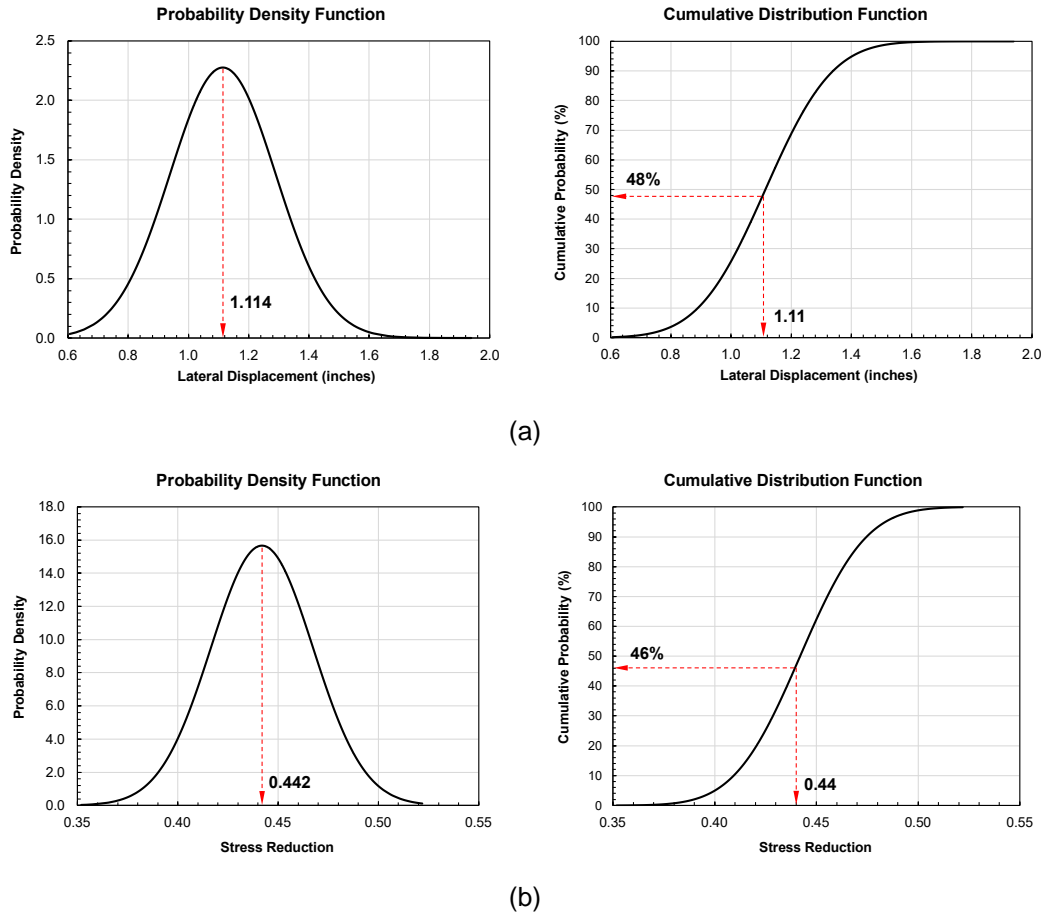 Probability Density Function
2.5
2.0
1.5
1.0
0.5
0.0
Probability Density
1.114
0.6 0.8 1.0 1.2 1.4 1.6 1.8 2.0
Lateral Displacement (inches)
Cumulative Distribution Function
100
90
80
70
60
50
40
30
20
10
0
Cumulative Probability (%)
48%
1.11
0.6 0.8 1.0 1.2 1.4 1.6 1.8 2.0
Lateral Displacement (inches)
(a)
Probability Density Function
18.0
16.0
14.0
12.0
10.0
8.0
6.0
4.0
2.0
0.0
Probability Density
0.442
0.35 0.40 0.45 0.50 0.55
Stress Reduction
Cumulative Distribution Function
100
90
80
70
60
50
40
30
20
10
0
Cumulative Probability (%)
46%
0.44
0.35 0.40 0.45 0.50 0.55
Stress Reduction
(b)